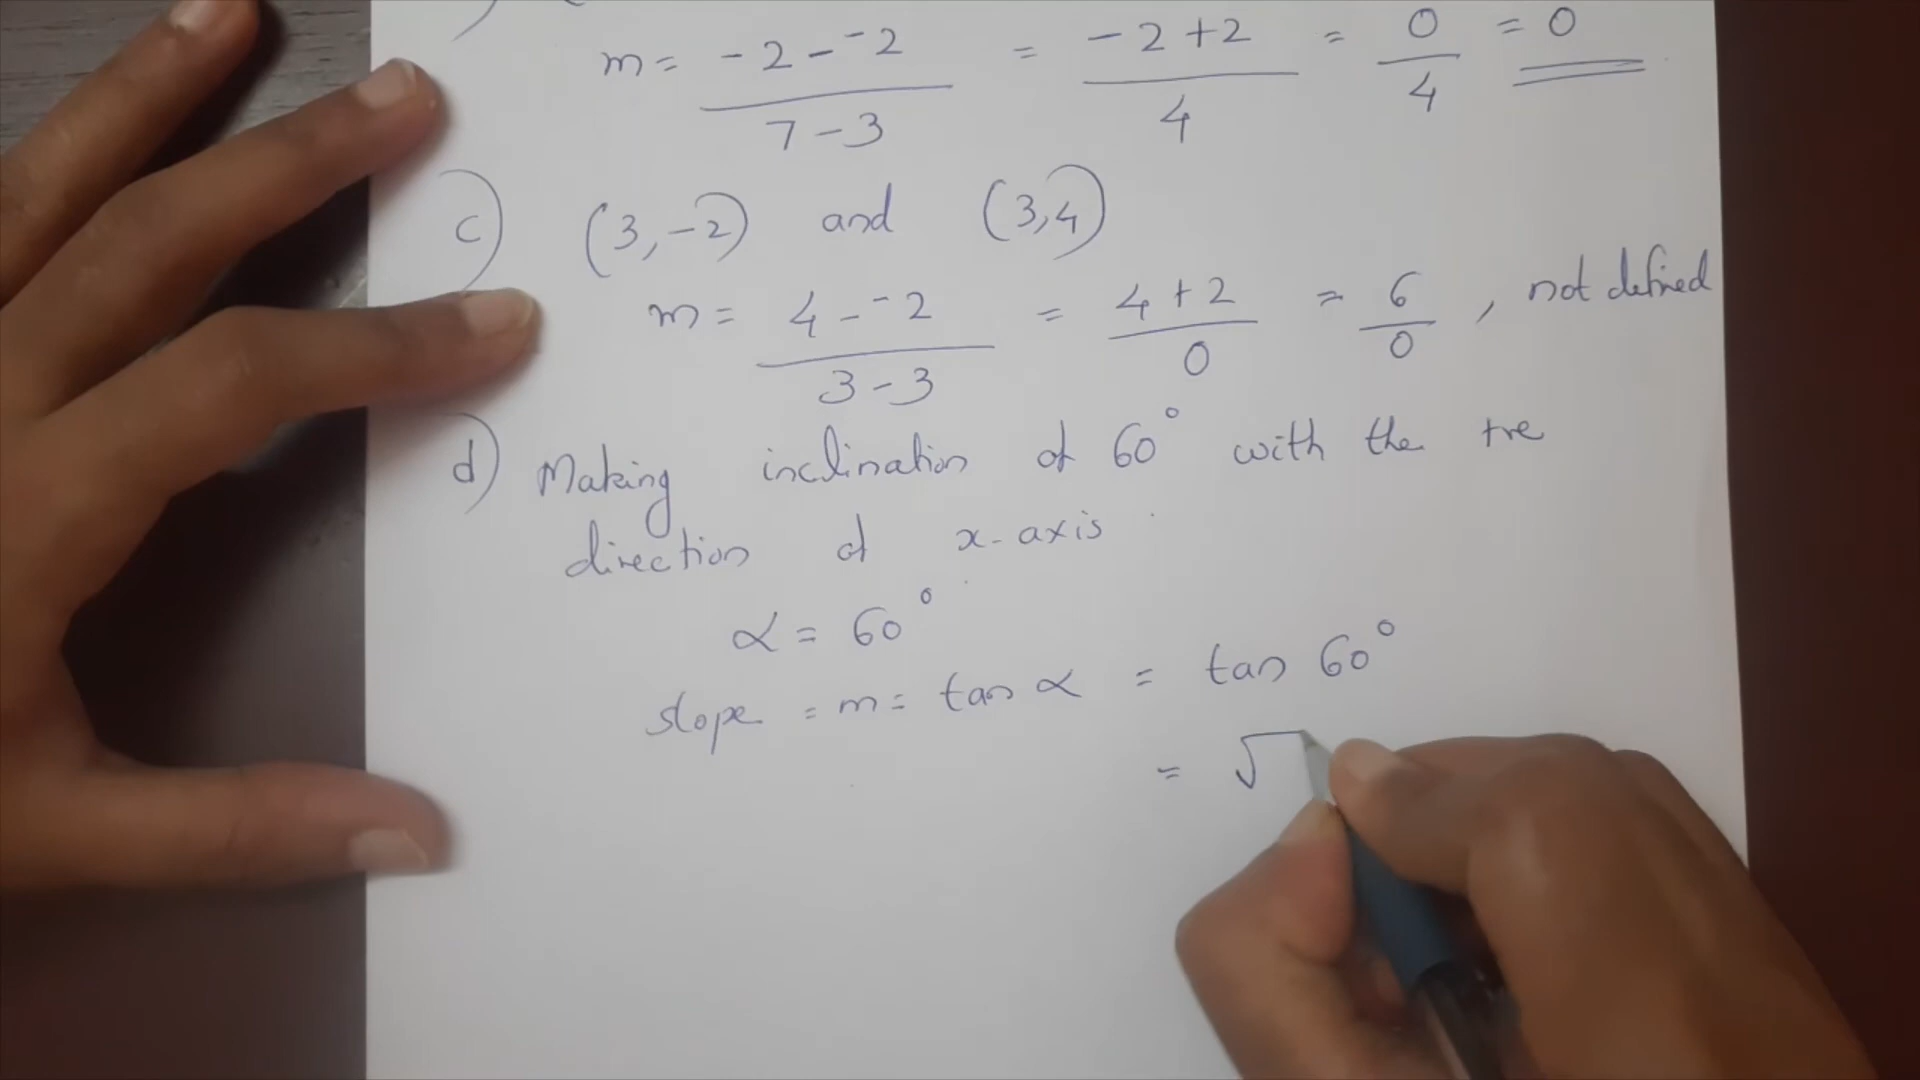 m = -2 - -2 / 7 - 3 = -2 + 2 / 4 = 0 / 4 = 0
c) (3, -2) and (3, 4)
m = 4 - -2 / 3 - 3 = 4 + 2 / 0 = 6 / 0 , not defined
d) Making inclination of 60° with the +ve
direction of x-axis
α = 60°
slope = m = tan α = tan 60°
= √